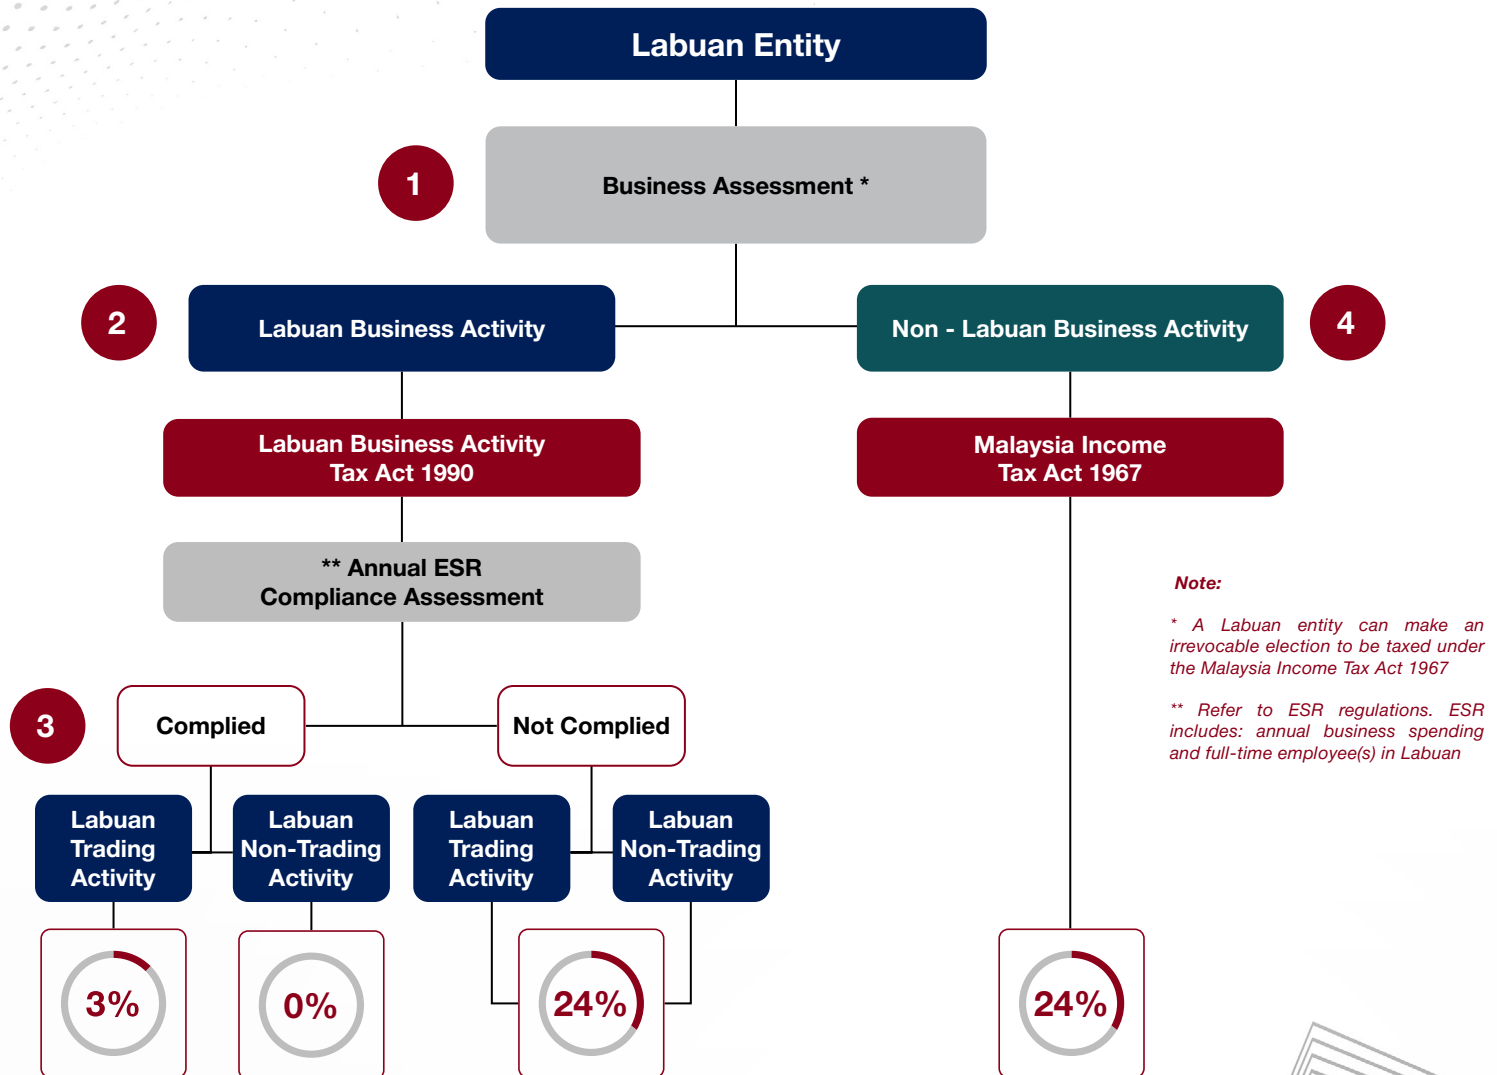 Labuan Entity
1
Business Assessment *
2
Labuan Business Activity
Non - Labuan Business Activity
4
Labuan Business Activity
Tax Act 1990
Malaysia Income
Tax Act 1967
** Annual ESR
Compliance Assessment
Note:
* A Labuan entity can make an
irrevocable election to be taxed under
the Malaysia Income Tax Act 1967
** Refer to ESR regulations. ESR
includes: annual business spending
and full-time employee(s) in Labuan
3
Complied
Not Complied
Labuan
Trading
Activity
Labuan
Non-Trading
Activity
Labuan
Trading
Activity
Labuan
Non-Trading
Activity
3%
0%
24%
24%